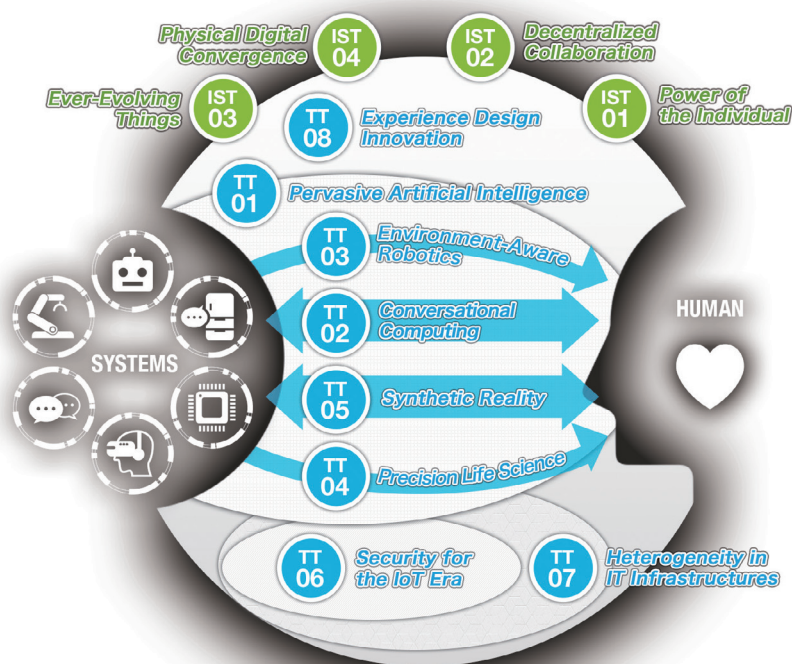 Physical Digital
Convergence
IST
04
IST
02
Decentralized
Collaboration
Ever-Evolving
Things
IST
03
IST
01
Power of
the Individual
TT
08
Experience Design
Innovation
TT
01
Pervasive Artificial Intelligence
TT
03
Environment-Aware
Robotics
TT
02
Conversational
Computing
HUMAN
SYSTEMS
TT
05
Synthetic Reality
TT
04
Precision Life Science
TT
06
Security for
the IoT Era
TT
07
Heterogeneity in
IT Infrastructures